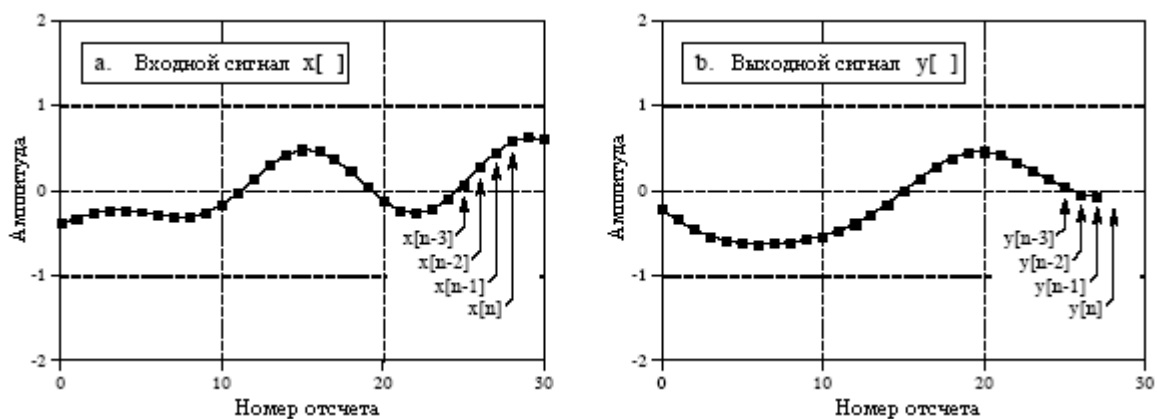 a. Входной сигнал x[ ]
2
1
0
-1
-2
Амплитуда
x[n-3]
x[n-2]
x[n-1]
x[n]
0
10
20
30
Номер отсчета
b. Выходной сигнал y[ ]
2
1
0
-1
-2
Амплитуда
y[n-3]
y[n-2]
y[n-1]
y[n]
0
10
20
30
Номер отсчета